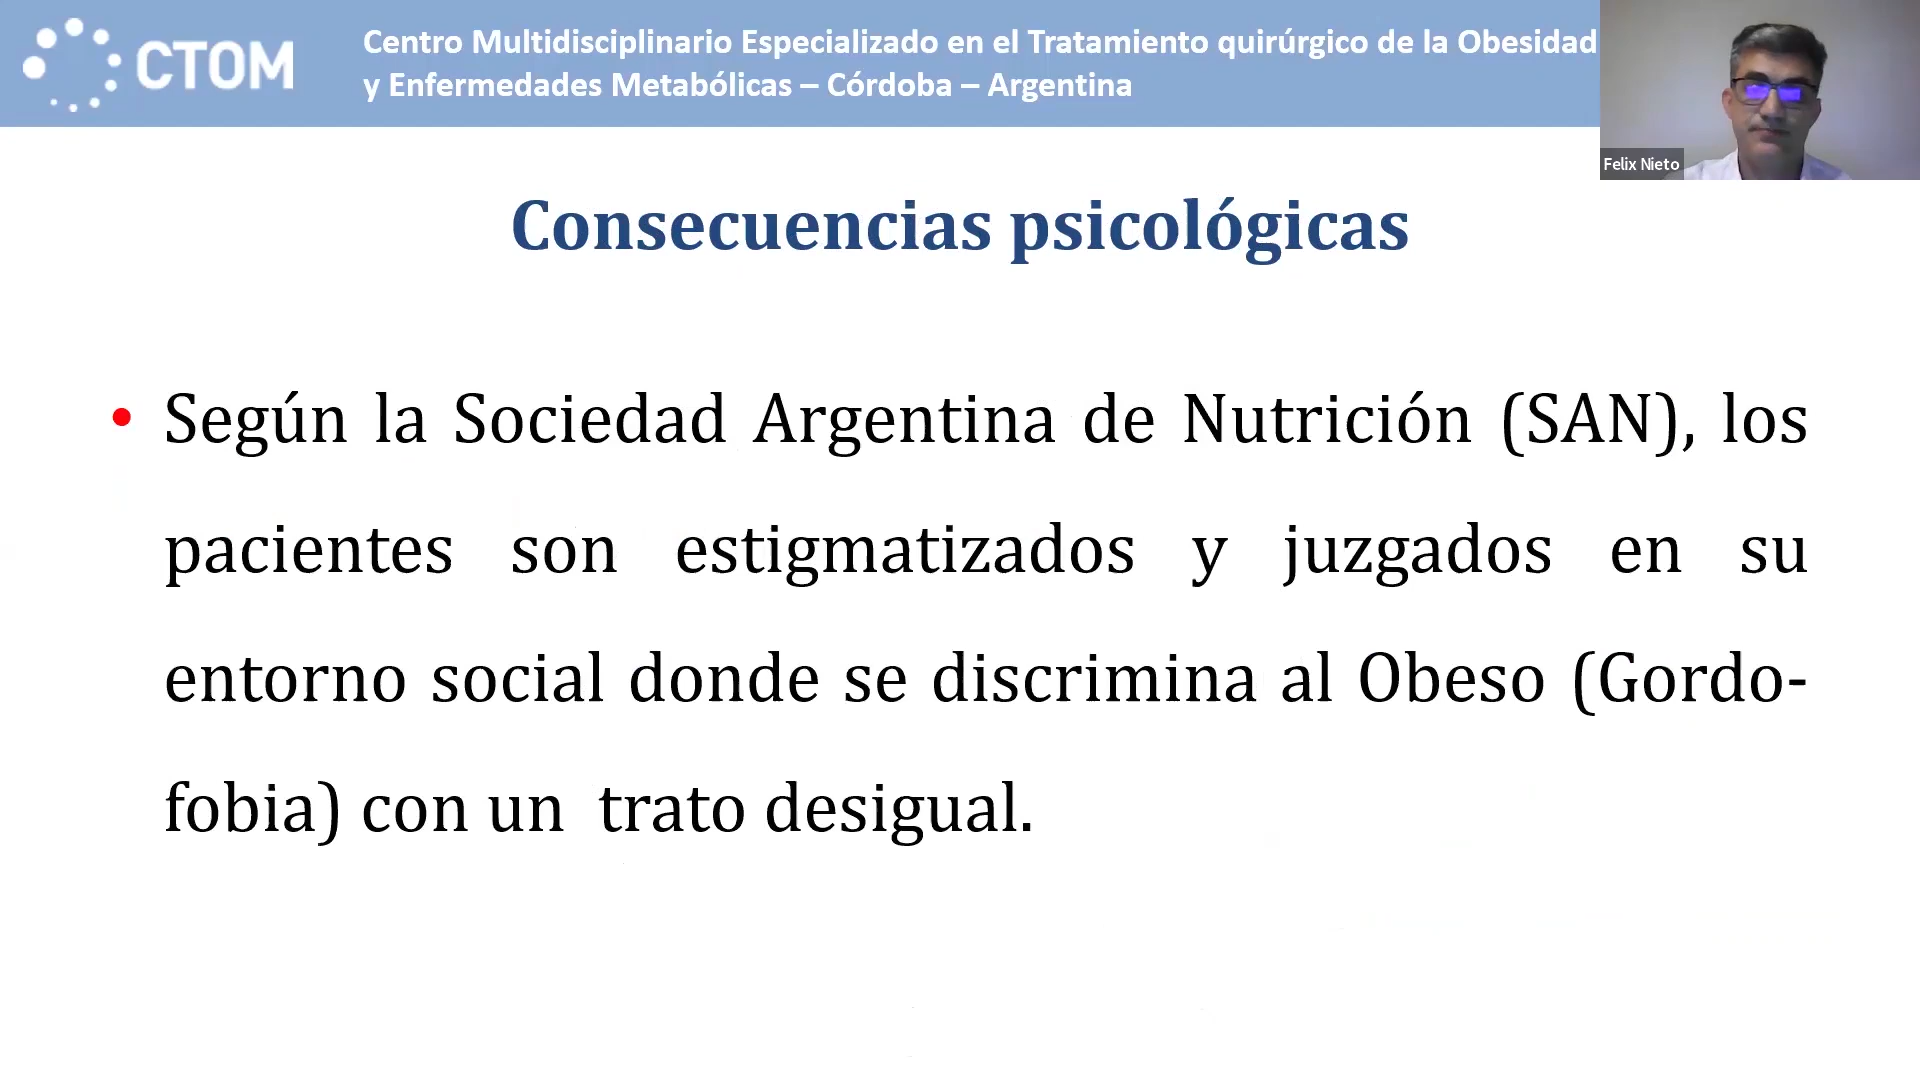 CTOM
Centro Multidisciplinario Especializado en el Tratamiento quirúrgico de la Obesidad
y Enfermedades Metabólicas – Córdoba – Argentina
Felix Nieto
Consecuencias psicológicas
• Según la Sociedad Argentina de Nutrición (SAN), los
pacientes son estigmatizados y juzgados en su
entorno social donde se discrimina al Obeso (Gordo-
fobia) con un trato desigual.